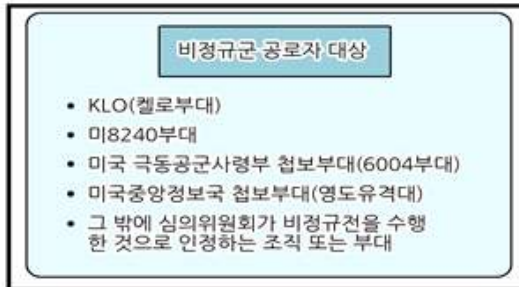 비정규군 공로자 대상
• KLO(켈로부대)
• 미8240부대
• 미국 극동공군사령부 첩보부대(6004부대)
• 미국중앙정보국 첩보부대(영도유격대)
• 그 밖에 심의위원회가 비정규전을 수행
한 것으로 인정하는 조직 또는 부대